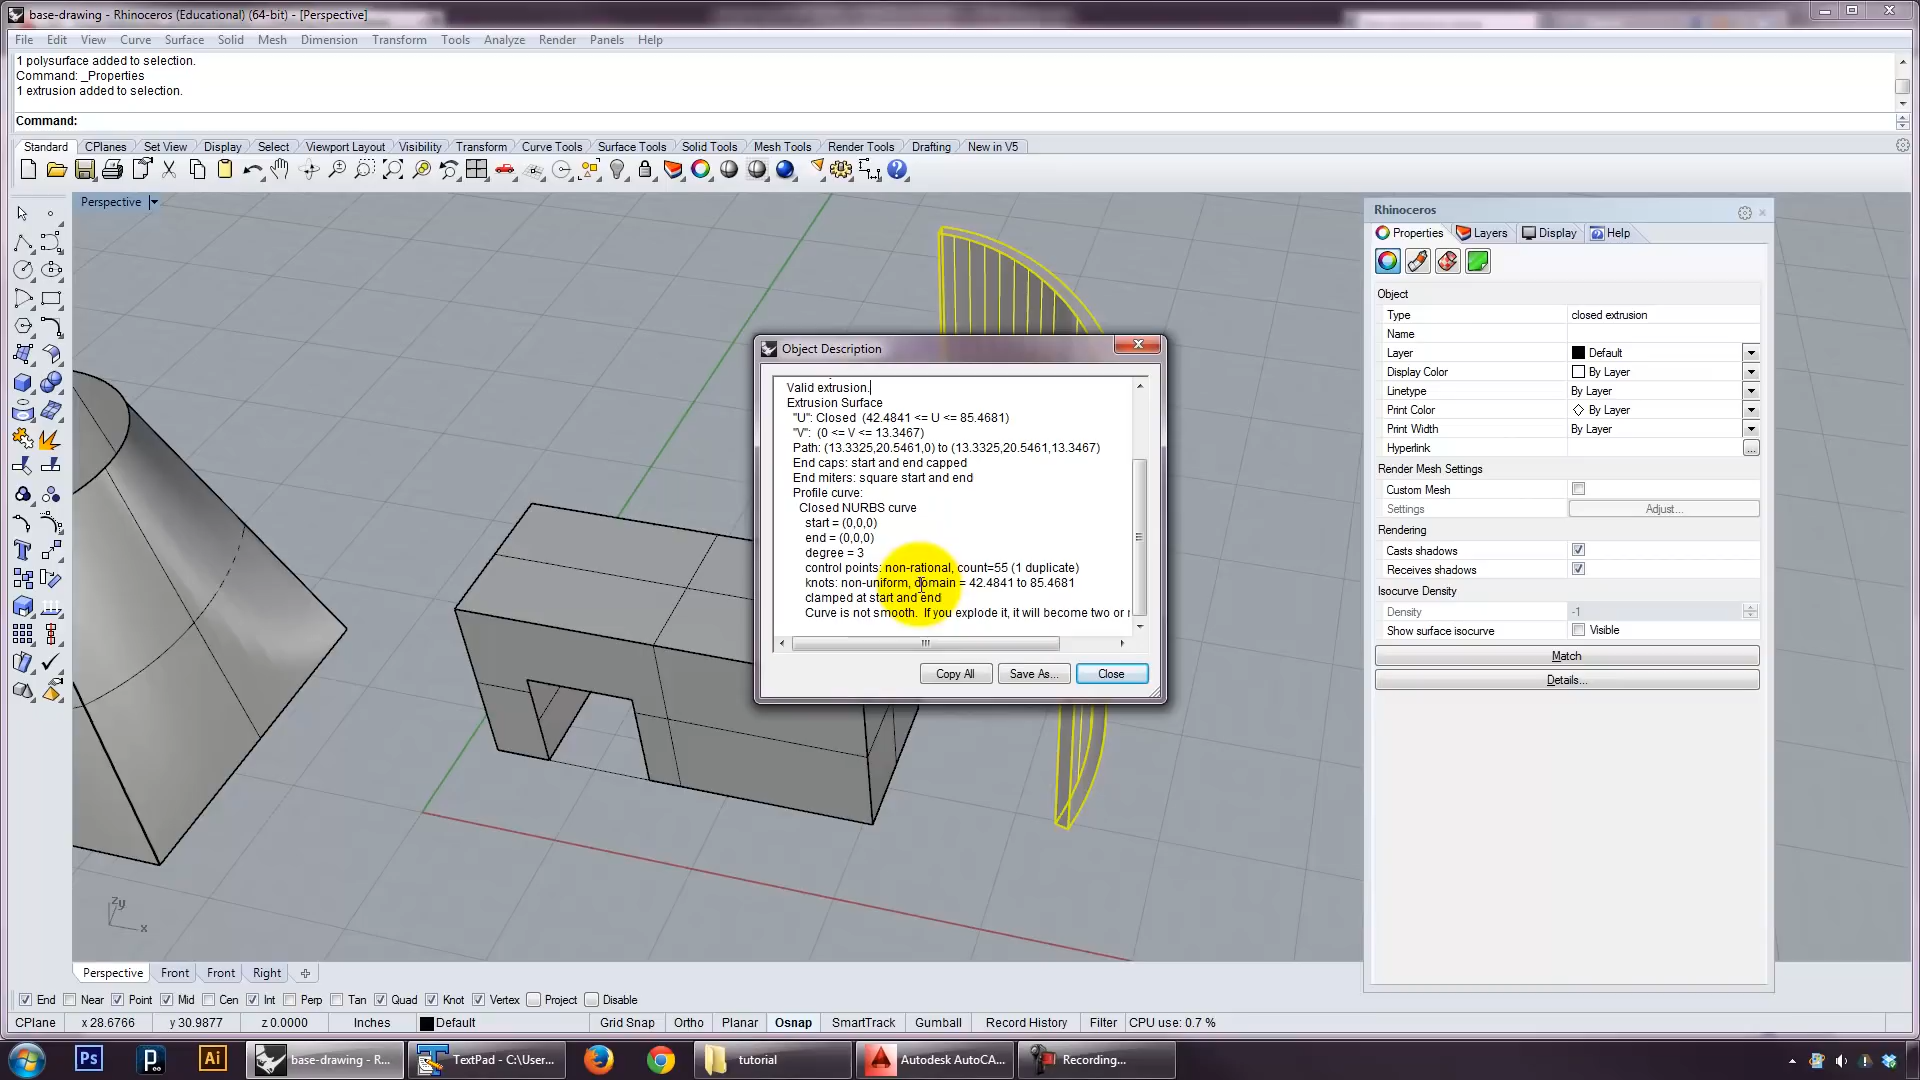 base-drawing - Rhinoceros (Educational) (64-bit) - [Perspective]
File Edit View Curve Surface Solid Mesh Dimension Transform Tools Analyze Render Panels Help
1 polysurface added to selection.
Command: _Properties
1 extrusion added to selection.
Command:
Standard CPlanes Set View Display Select Viewport Layout Visibility Transform Curve Tools Surface Tools Solid Tools Mesh Tools Render Tools Drafting New in V5
Perspective
Rhinoceros
Properties Layers Display Help
Object
Type closed extrusion
Name
Layer Default
Display Color By Layer
Linetype By Layer
Print Color By Layer
Print Width By Layer
Hyperlink ...
Render Mesh Settings
Custom Mesh
Settings Adjust...
Rendering
Casts shadows
Receives shadows
Isocurve Density
Density -1
Show surface isocurve Visible
Match
Details...
Object Description
Valid extrusion.
Extrusion Surface
"U": Closed (42.4841 <= U <= 85.4681)
"V": (0 <= V <= 13.3467)
Path: (13.3325,20.5461,0) to (13.3325,20.5461,13.3467)
End caps: start and end capped
End miters: square start and end
Profile curve:
Closed NURBS curve
start = (0,0,0)
end = (0,0,0)
degree = 3
control points: non-rational, count=55 (1 duplicate)
knots: non-uniform, domain = 42.4841 to 85.4681
clamped at start and end
Curve is not smooth. If you explode it, it will become two or
Copy All Save As... Close
zy
x
Perspective Front Front Right
End Near Point Mid Cen Int Perp Tan Quad Knot Vertex Project Disable
CPlane x 28.6766 y 30.9877 z 0.0000 Inches Default Grid Snap Ortho Planar Osnap SmartTrack Gumball Record History Filter CPU use: 0.7 %
Ps Ai base-drawing - R... TextPad - C:\User... tutorial Autodesk AutoCA... Recording...